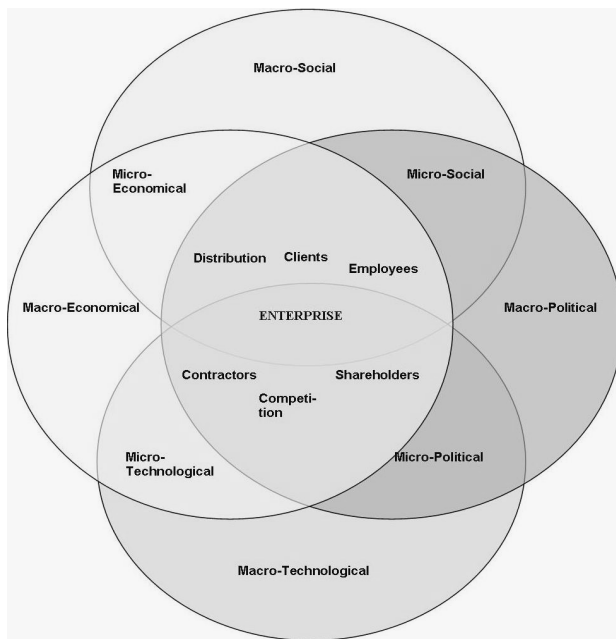 Macro-Social
Micro-
Economical
Micro-Social
Distribution
Clients
Employees
Macro-Economical
ENTERPRISE
Macro-Political
Contractors
Shareholders
Competi-
tion
Micro-
Technological
Micro-Political
Macro-Technological